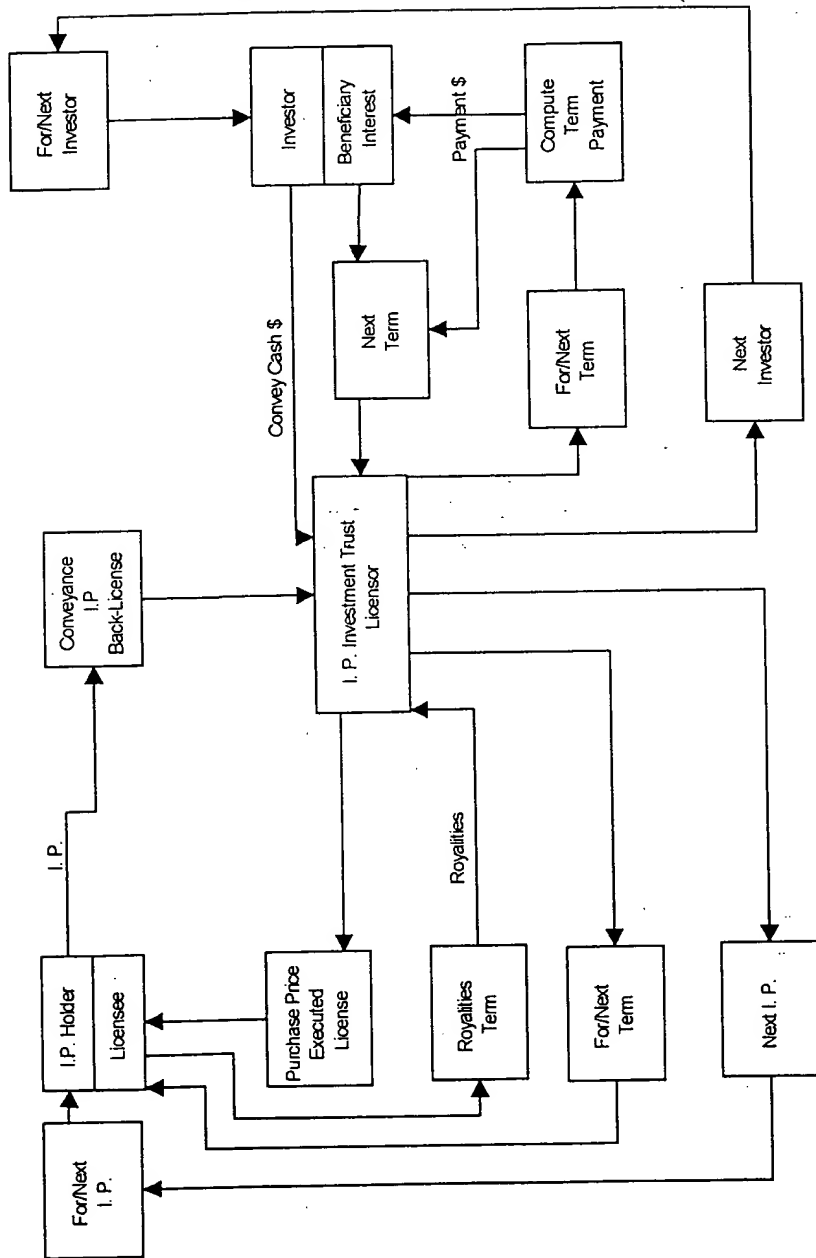 For/Next
I. P.
I.P. Holder
Licensee
I. P.
Conveyance
I.P
Back-License
Purchase Price
Executed
License
Royalities
Term
Royalities
For/Next
Term
Next I. P.
I. P. Investment Trust ,
Licensor
Convey Cash $
For/Next
Investor
Investor
Beneficiary
Interest
Next
Term
Payment $
Compute
Term
Payment
For/Next
Term
Next
Investor